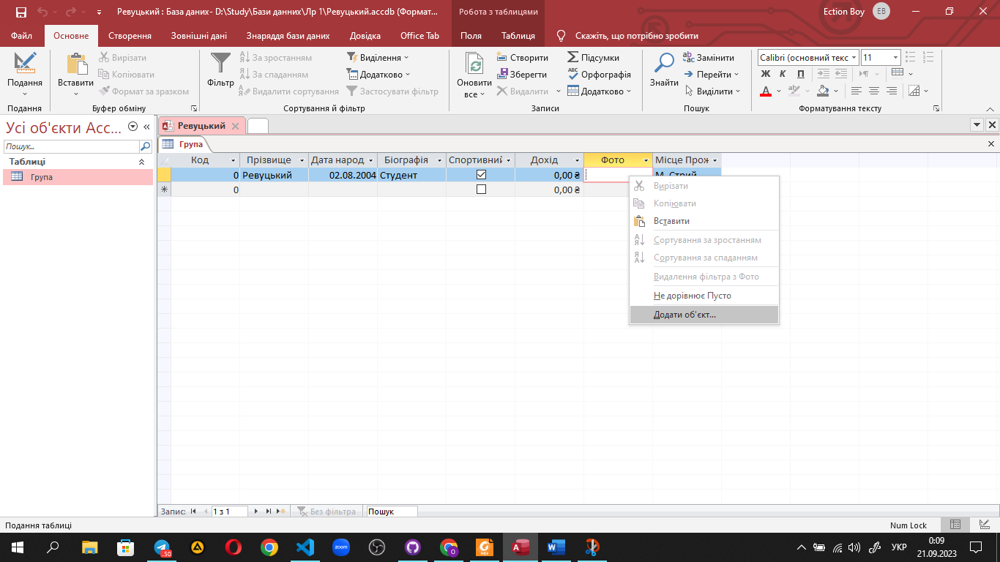 Ревуцький : База даних- D:\Study\Бази данних\Лр 1\Ревуцький.accdb (Формат...
Робота з таблицями
Ection Boy
EB
Файл
Основне
Створення
Зовнішні дані
Знаряддя бази даних
Довідка
Office Tab
Поля
Таблиця
Скажіть, що потрібно зробити
Подання
Вставити
Вирізати
Копіювати
Формат за зразком
Фільтр
За зростанням
За спаданням
Видалити сортування
Виділення
Додатково
Застосувати фільтр
Оновити
все
Створити
Зберегти
Видалити
Підсумки
Орфографія
Додатково
Знайти
Замінити
Перейти
Виділити
Calibri (основний текс
11
Ж К П
Подання
Буфер обміну
Сортування й фільтр
Записи
Пошук
Форматування тексту
Усі об'єкти Acc...
Пошук...
Таблиці
Група
Ревуцький
Група
Код Прізвище Дата народ Біографія Спортивний Дохід Фото Місце Прож
0 Ревуцький 02.08.2004 Студент 0,00 ₴ М. Стрий
0 0,00 ₴
Вирізати
Копіювати
Вставити
Сортування за зростанням
Сортування за спаданням
Видалення фільтра з Фото
Не дорівнює Пусто
Додати об'єкт...
Запис:
1 з 1
Без фільтра
Пошук
Подання таблиці
Num Lock
50
zoom
УКР
0:09
21.09.2023